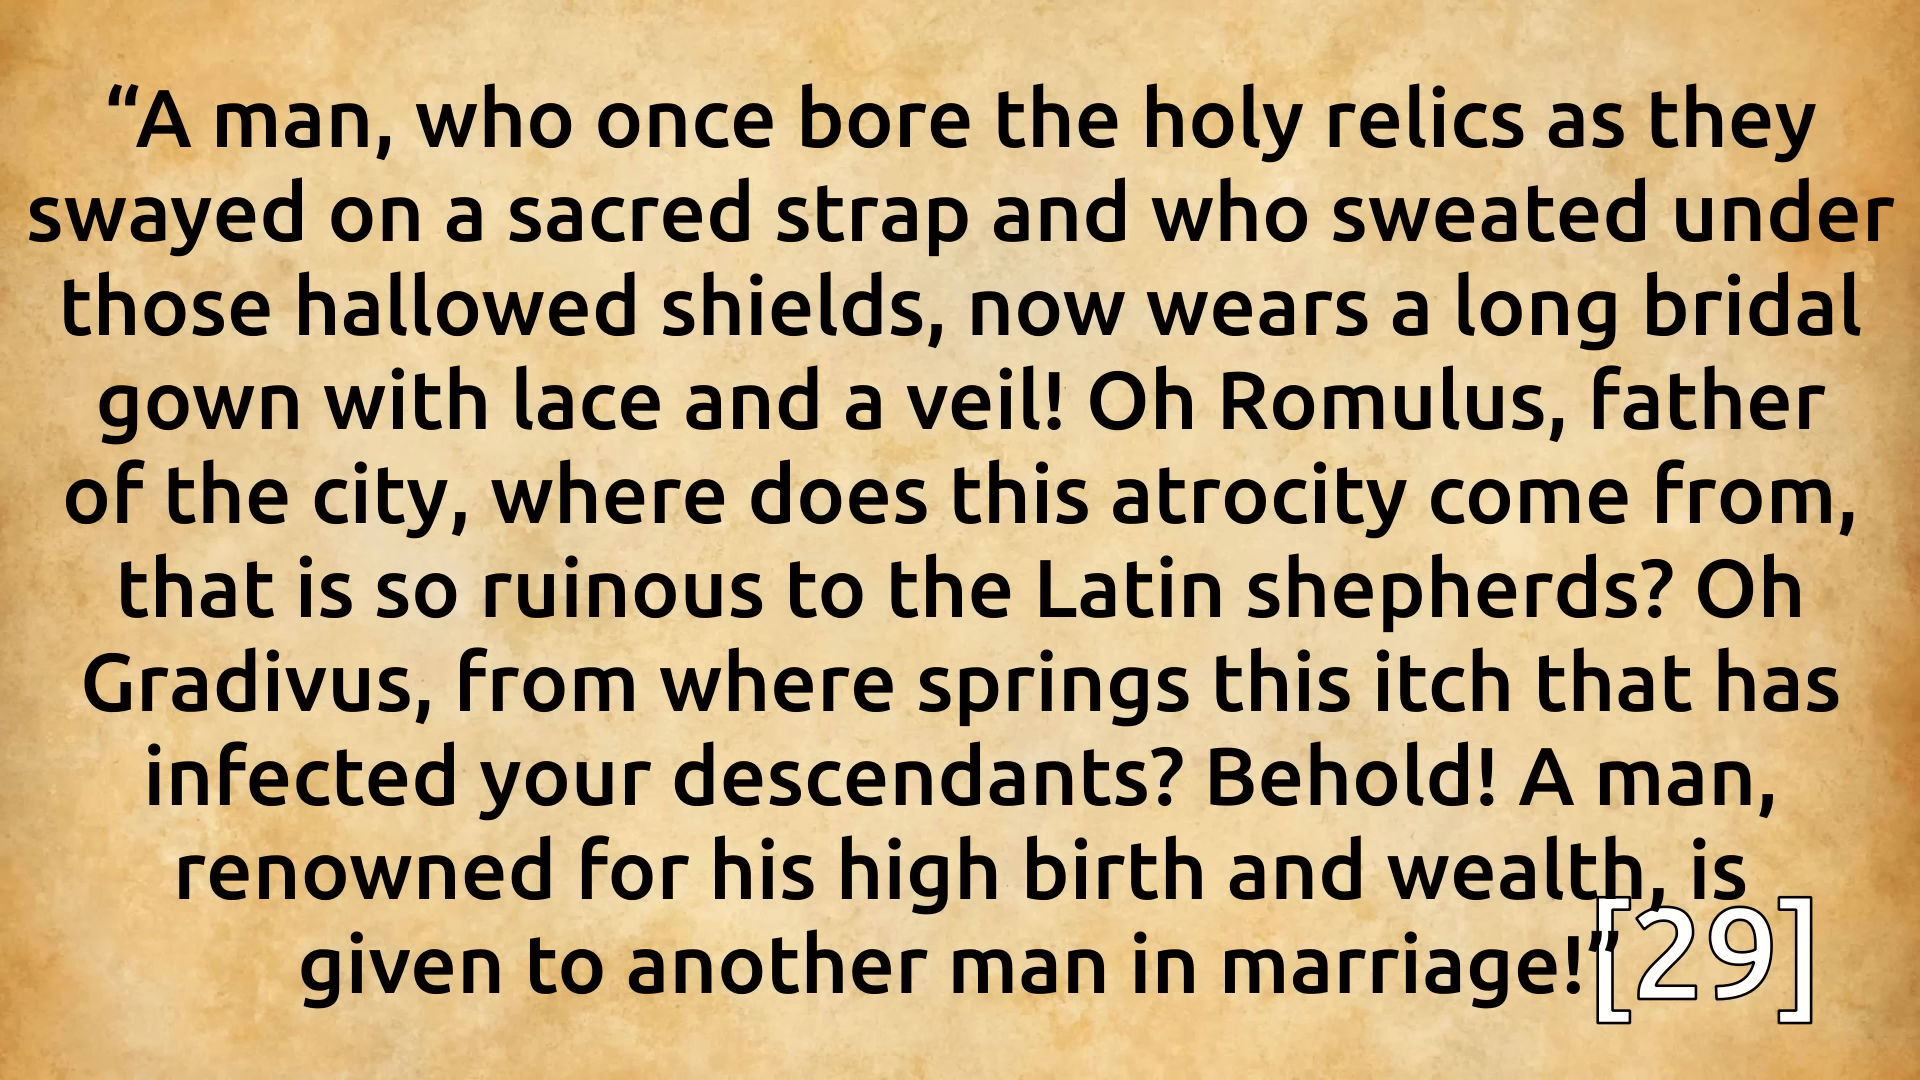 “A man, who once bore the holy relics as they
swayed on a sacred strap and who sweated under
those hallowed shields, now wears a long bridal
gown with lace and a veil! Oh Romulus, father
of the city, where does this atrocity come from,
that is so ruinous to the Latin shepherds? Oh
Gradivus, from where springs this itch that has
infected your descendants? Behold! A man,
renowned for his high birth and wealth, is
given to another man in marriage!”
[29]